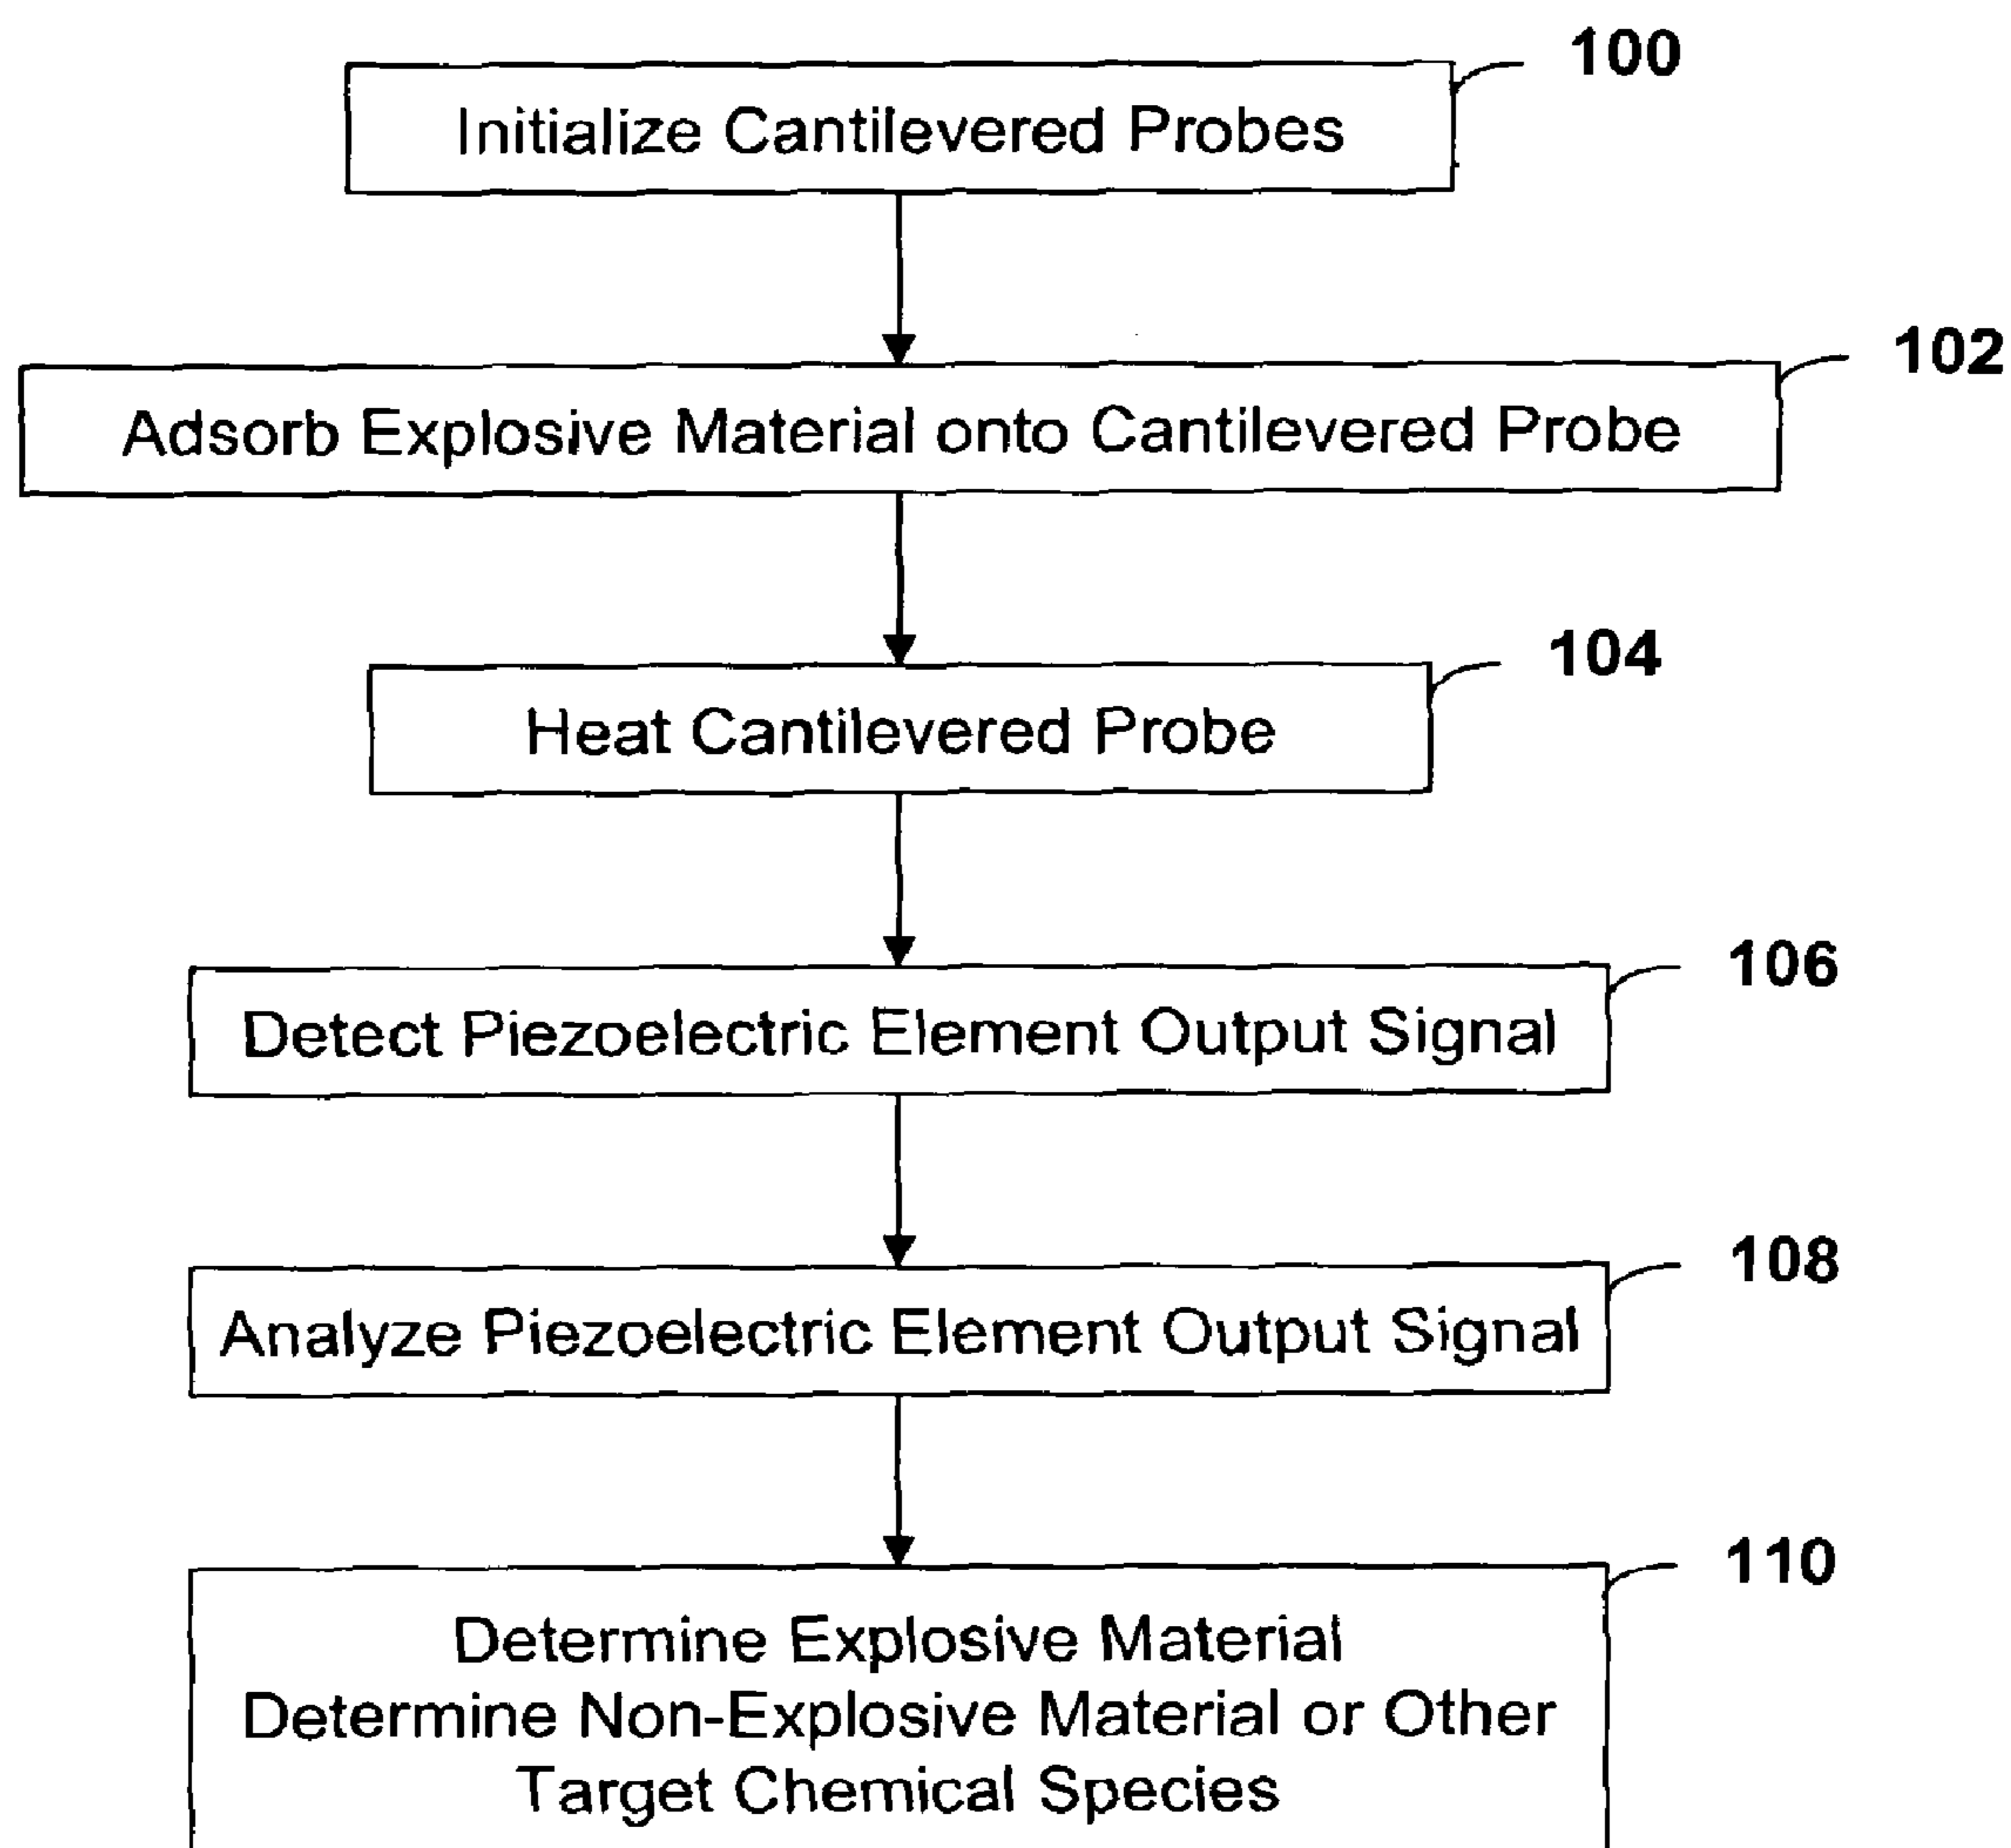 100
Initialize Cantilevered Probes
102
Adsorb Explosive Material onto Cantilevered Probe
104
Heat Cantilevered Probe
106
Detect Piezoelectric Element Output Signal
108
Analyze Piezoelectric Element Output Signal
110
Determine Explosive Material
Determine Non-Explosive Material or Other
Target Chemical Species